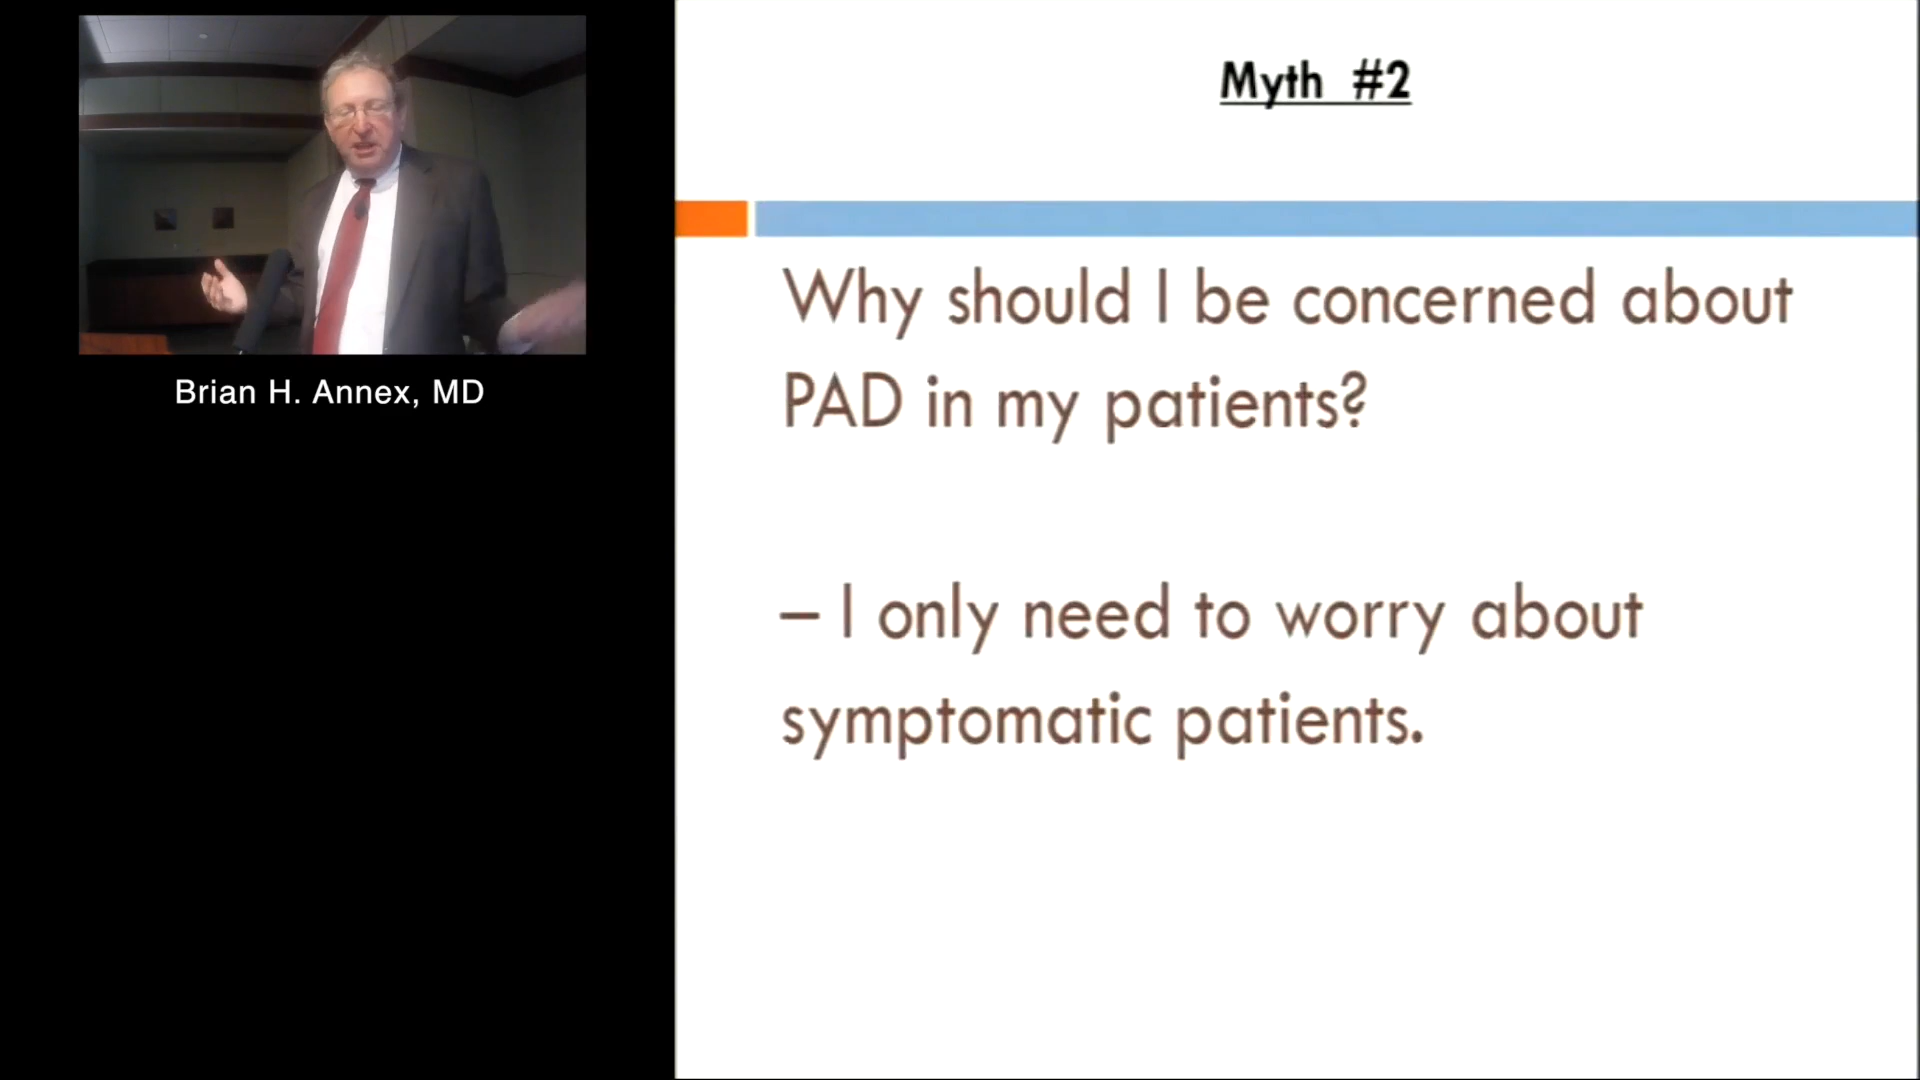 Myth #2
Brian H. Annex, MD
Why should I be concerned about
PAD in my patients?
– I only need to worry about
symptomatic patients.